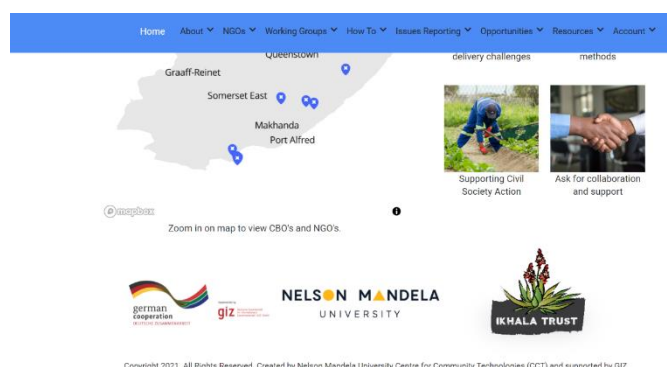 Home About NGOs Working Groups How To Issues Reporting Opportunities Resources Account
Queenstown
Graaff-Reinet
Somerset East
Makhanda
Port Alfred
mapbox
Zoom in on map to view CBO's and NGO's.
delivery challenges
methods
Supporting Civil
Society Action
Ask for collaboration
and support
german
cooperation
DEUTSCHE ZUSAMMENARBEIT
giz
NELSON MANDELA
UNIVERSITY
IKHALA TRUST
Copyright 2021. All Rights Reserved. Created by Nelson Mandela University Centre for Community Technologies (CCT) and supported by GIZ